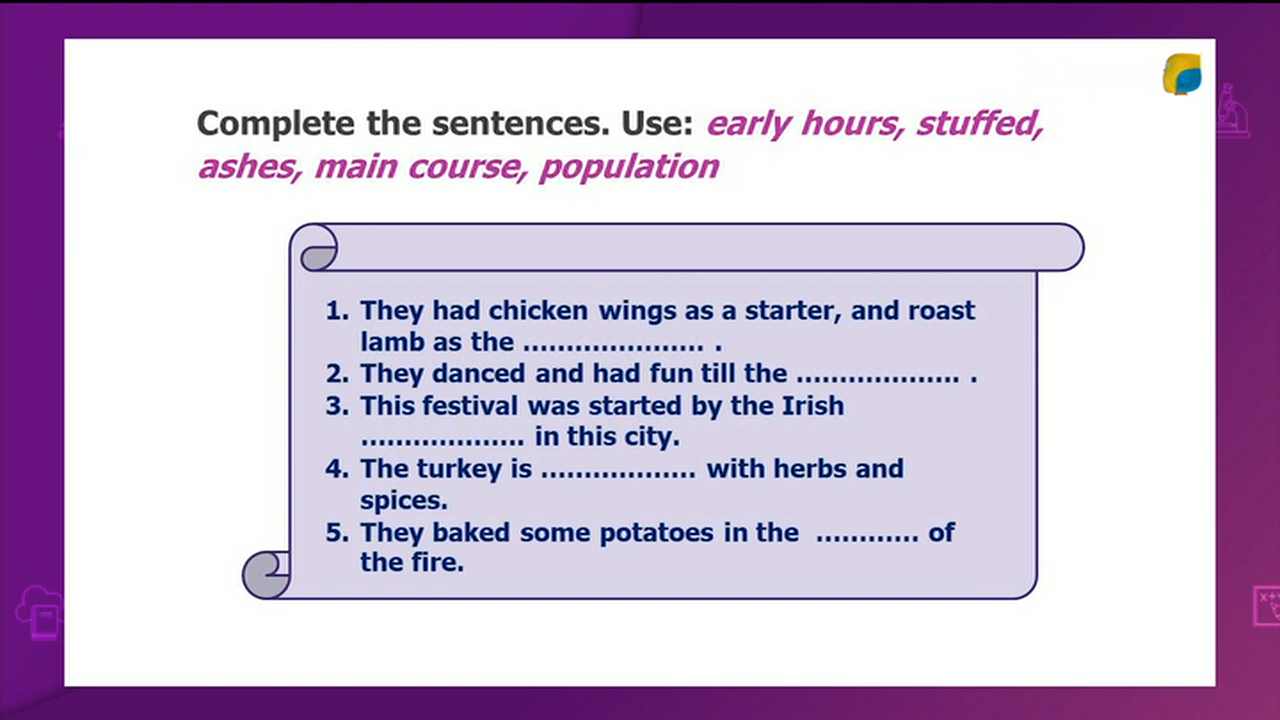 Complete the sentences. Use: early hours, stuffed,
ashes, main course, population
1. They had chicken wings as a starter, and roast
lamb as the ..................... .
2. They danced and had fun till the ................... .
3. This festival was started by the Irish
................... in this city.
4. The turkey is .................. with herbs and
spices.
5. They baked some potatoes in the ............ of
the fire.